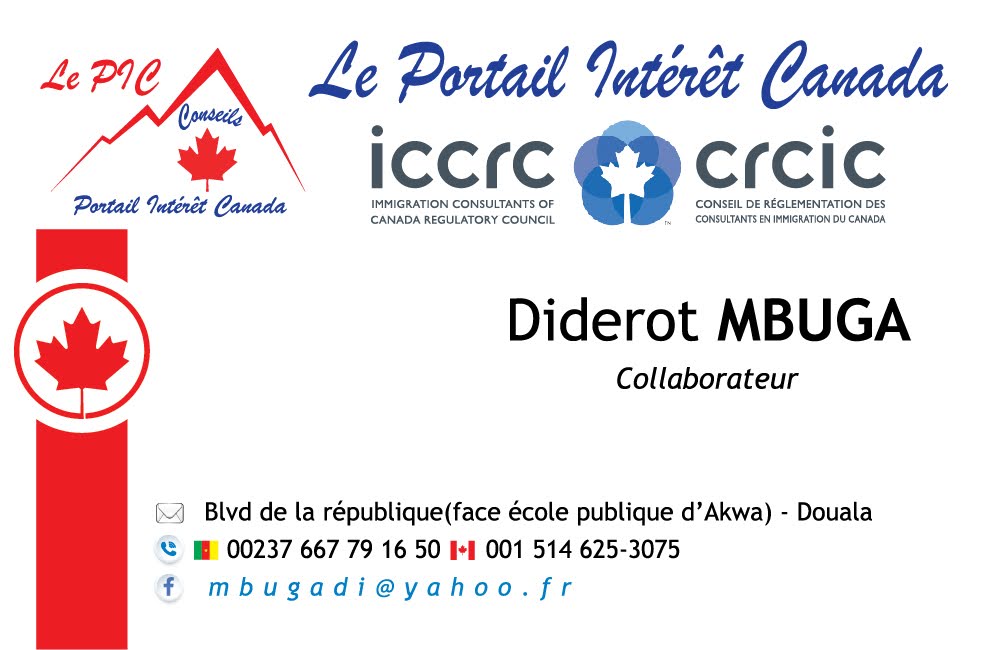 Le PIC
Conseils
Portail Intérêt Canada
Le Portail Intérêt Canada
iccrc
IMMIGRATION CONSULTANTS OF
CANADA REGULATORY COUNCIL
TM
crcic
CONSEIL DE RÉGLEMENTATION DES
CONSULTANTS EN IMMIGRATION DU CANADA
Diderot MBUGA
Collaborateur
Blvd de la république(face école publique d’Akwa) - Douala
00237 667 79 16 50 001 514 625-3075
f mbugadi@yahoo.fr